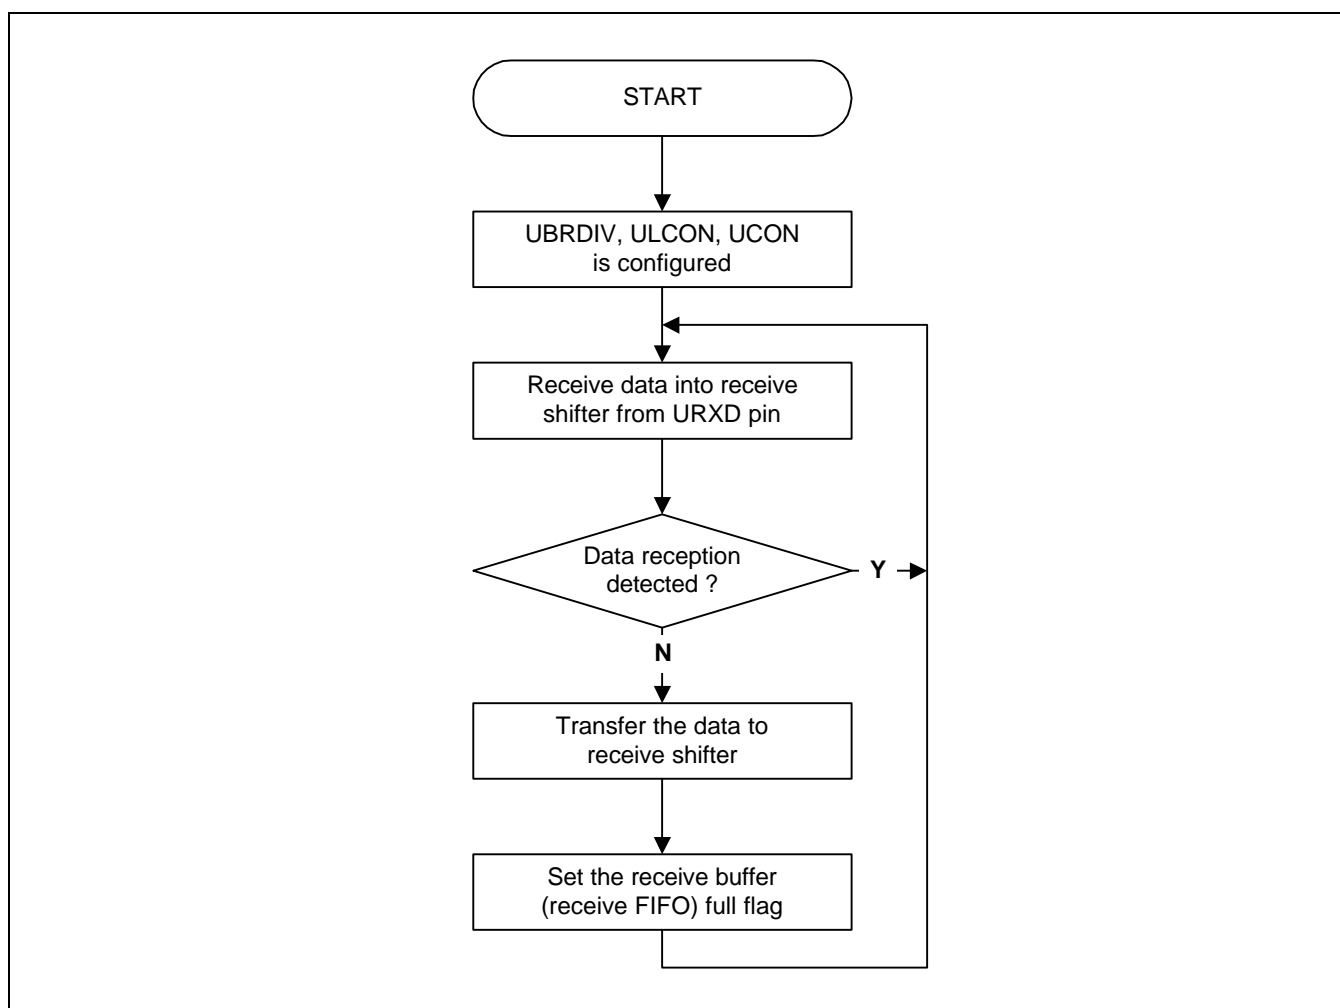 START
UBRDIV, ULCON, UCON
is configured
Receive data into receive
shifter from URXD pin
Data reception
detected ?
Y
N
Transfer the data to
receive shifter
Set the receive buffer
(receive FIFO) full flag